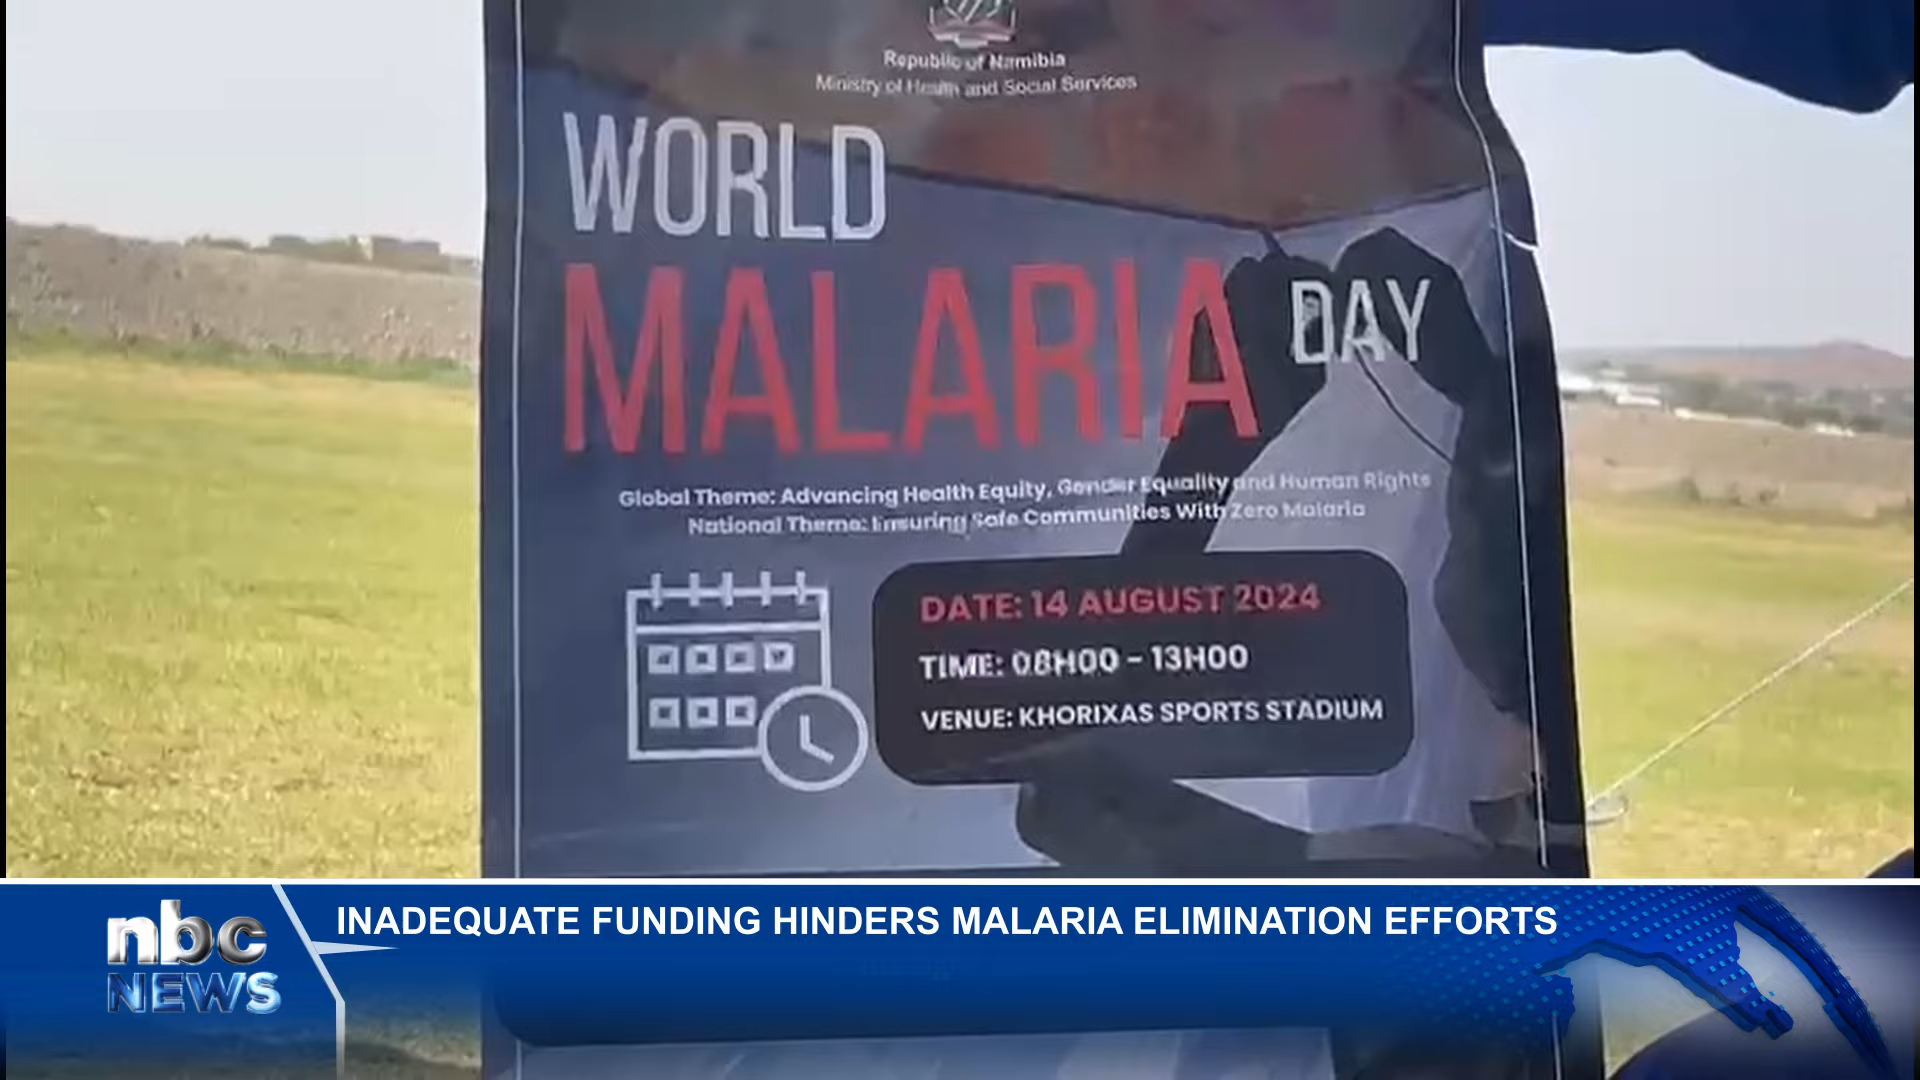 Republic of Namibia
Ministry of Health and Social Services
WORLD
MALARIA DAY
Global Theme: Advancing Health Equity, Gender Equality and Human Rights
National Theme: Ensuring Safe Communities With Zero Malaria
DATE: 14 AUGUST 2024
TIME: 08H00 - 13H00
VENUE: KHORIXAS SPORTS STADIUM
nbc
NEWS
INADEQUATE FUNDING HINDERS MALARIA ELIMINATION EFFORTS